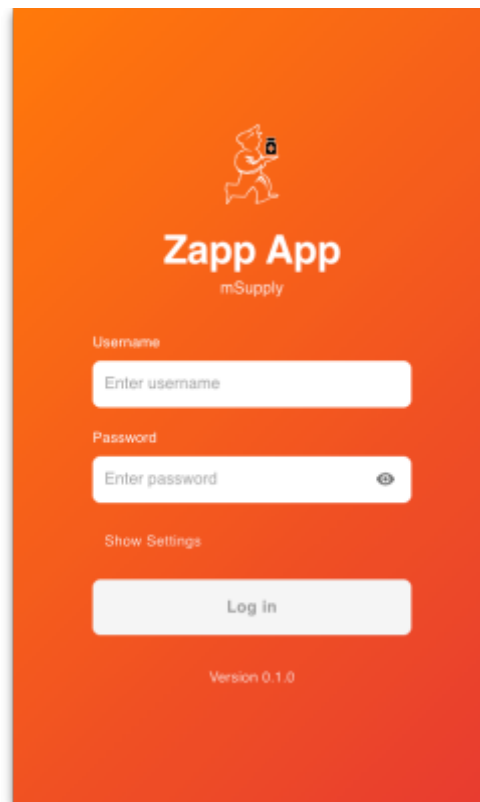 Zapp App
mSupply
Username
Enter username
Password
Enter password
Show Settings
Log in
Version 0.1.0